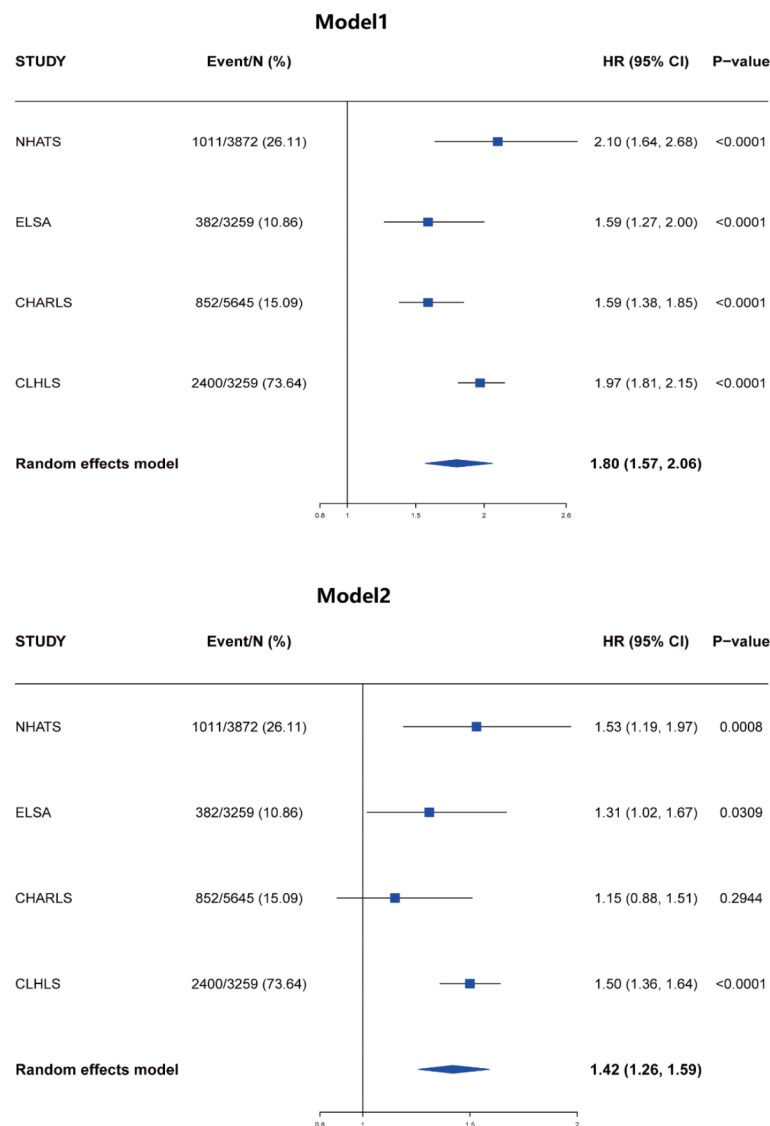 Model1
STUDY Event/N (%) HR (95% CI) P−value
NHATS 1011/3872 (26.11) 2.10 (1.64, 2.68) <0.0001
ELSA 382/3259 (10.86) 1.59 (1.27, 2.00) <0.0001
CHARLS 852/5645 (15.09) 1.59 (1.38, 1.85) <0.0001
CLHLS 2400/3259 (73.64) 1.97 (1.81, 2.15) <0.0001
Random effects model 1.80 (1.57, 2.06)
0.8 1 1.5 2 2.6
Model2
STUDY Event/N (%) HR (95% CI) P−value
NHATS 1011/3872 (26.11) 1.53 (1.19, 1.97) 0.0008
ELSA 382/3259 (10.86) 1.31 (1.02, 1.67) 0.0309
CHARLS 852/5645 (15.09) 1.15 (0.88, 1.51) 0.2944
CLHLS 2400/3259 (73.64) 1.50 (1.36, 1.64) <0.0001
Random effects model 1.42 (1.26, 1.59)
0.8 1 1.5 2